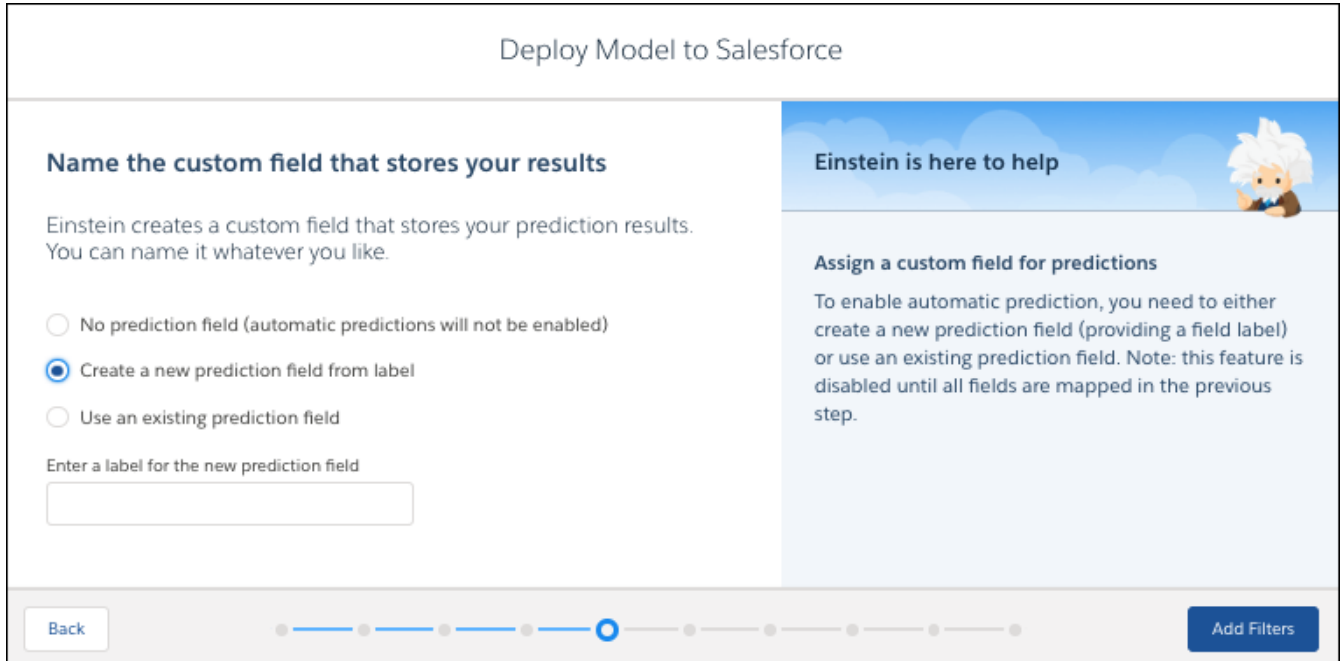 Deploy Model to Salesforce
Name the custom field that stores your results
Einstein creates a custom field that stores your prediction results.
You can name it whatever you like.
No prediction field (automatic predictions will not be enabled)
Create a new prediction field from label
Use an existing prediction field
Enter a label for the new prediction field
Einstein is here to help
Assign a custom field for predictions
To enable automatic prediction, you need to either
create a new prediction field (providing a field label)
or use an existing prediction field. Note: this feature is
disabled until all fields are mapped in the previous
step.
Back
Add Filters